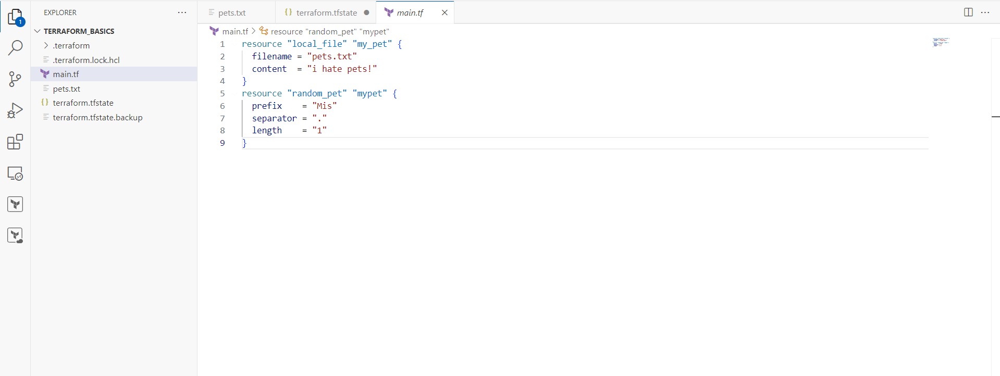 EXPLORER ...
TERRAFORM_BASICS
.terraform
.terraform.lock.hcl
main.tf
pets.txt
terraform.tfstate
terraform.tfstate.backup
1
pets.txt {} terraform.tfstate main.tf
main.tf > resource "random_pet" "mypet"
1 resource "local_file" "my_pet" {
2 filename = "pets.txt"
3 content  = "i hate pets!"
4 }
5 resource "random_pet" "mypet" {
6 prefix    = "Mis"
7 separator = "."
8 length    = "1"
9 }